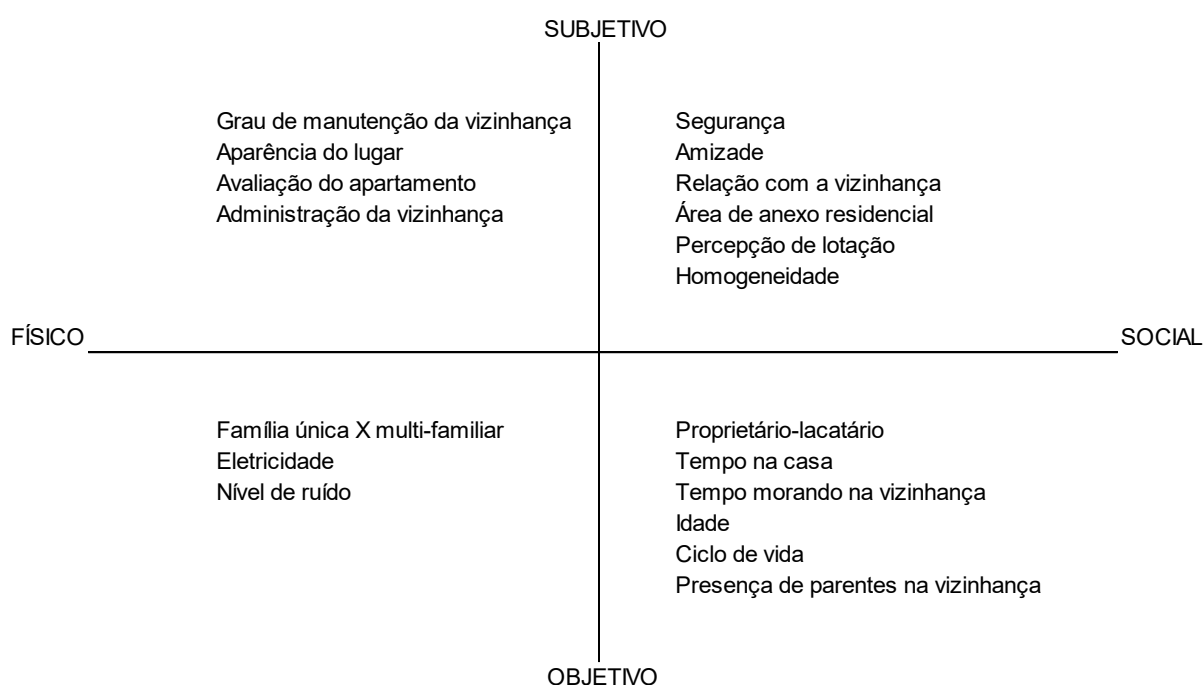 SUBJETIVO
Grau de manutenção da vizinhança
Aparência do lugar
Avaliação do apartamento
Administração da vizinhança
Segurança
Amizade
Relação com a vizinhança
Área de anexo residencial
Percepção de lotação
Homogeneidade
FÍSICO
SOCIAL
Família única X multi-familiar
Eletricidade
Nível de ruído
Proprietário-lacatário
Tempo na casa
Tempo morando na vizinhança
Idade
Ciclo de vida
Presença de parentes na vizinhança
OBJETIVO